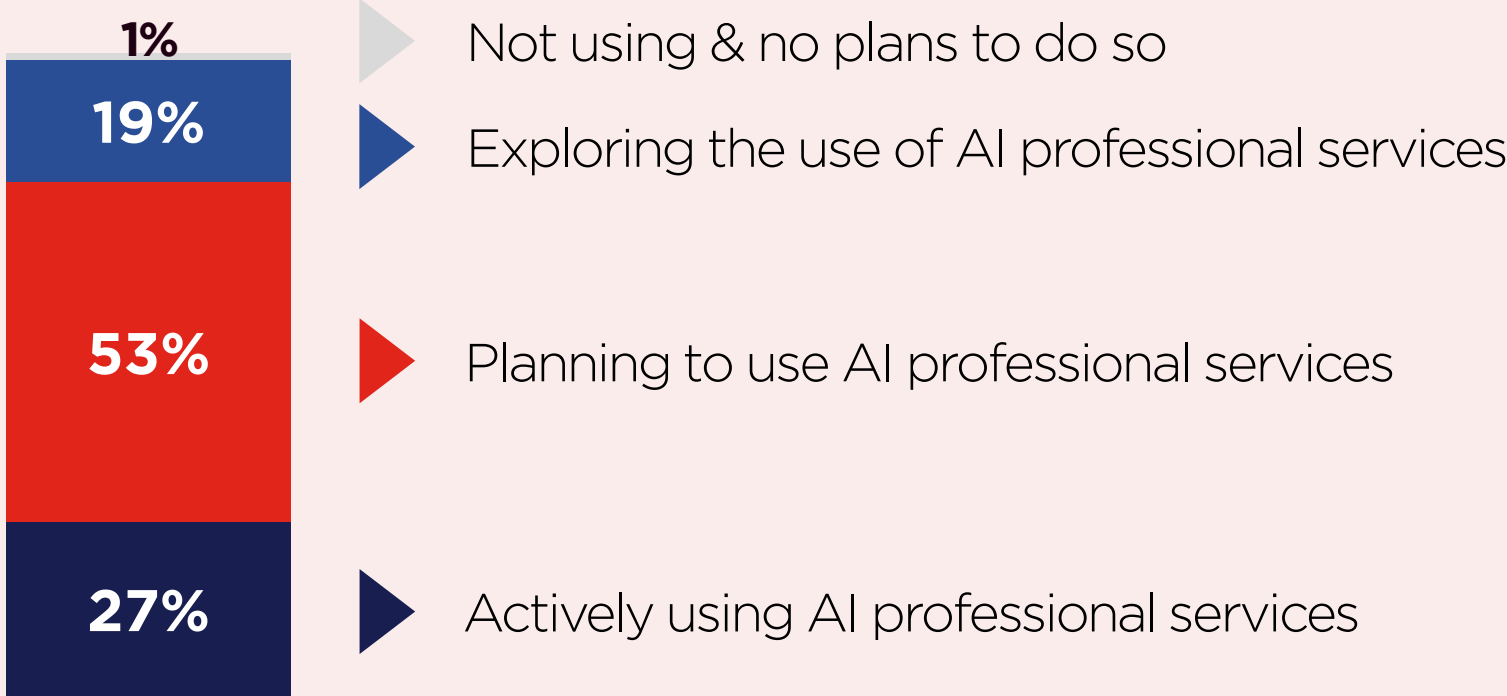 1%
Not using & no plans to do so
19%
Exploring the use of AI professional services
53%
Planning to use AI professional services
27%
Actively using AI professional services